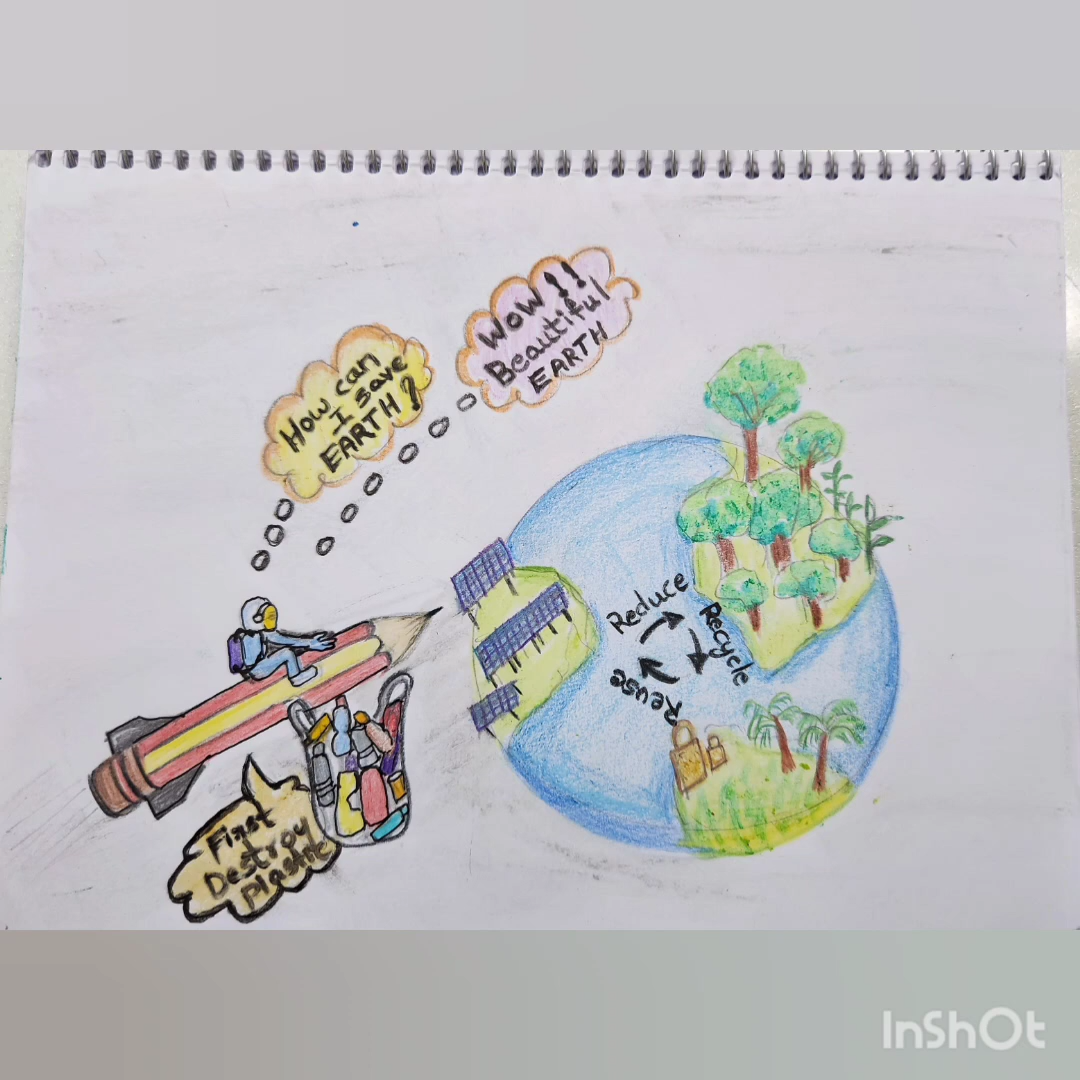 WOW!!
Beautiful
EARTH
How can
I save
EARTH?
Reduce
Recycle
Reuse
First
Destroy
Plastic
InShOt